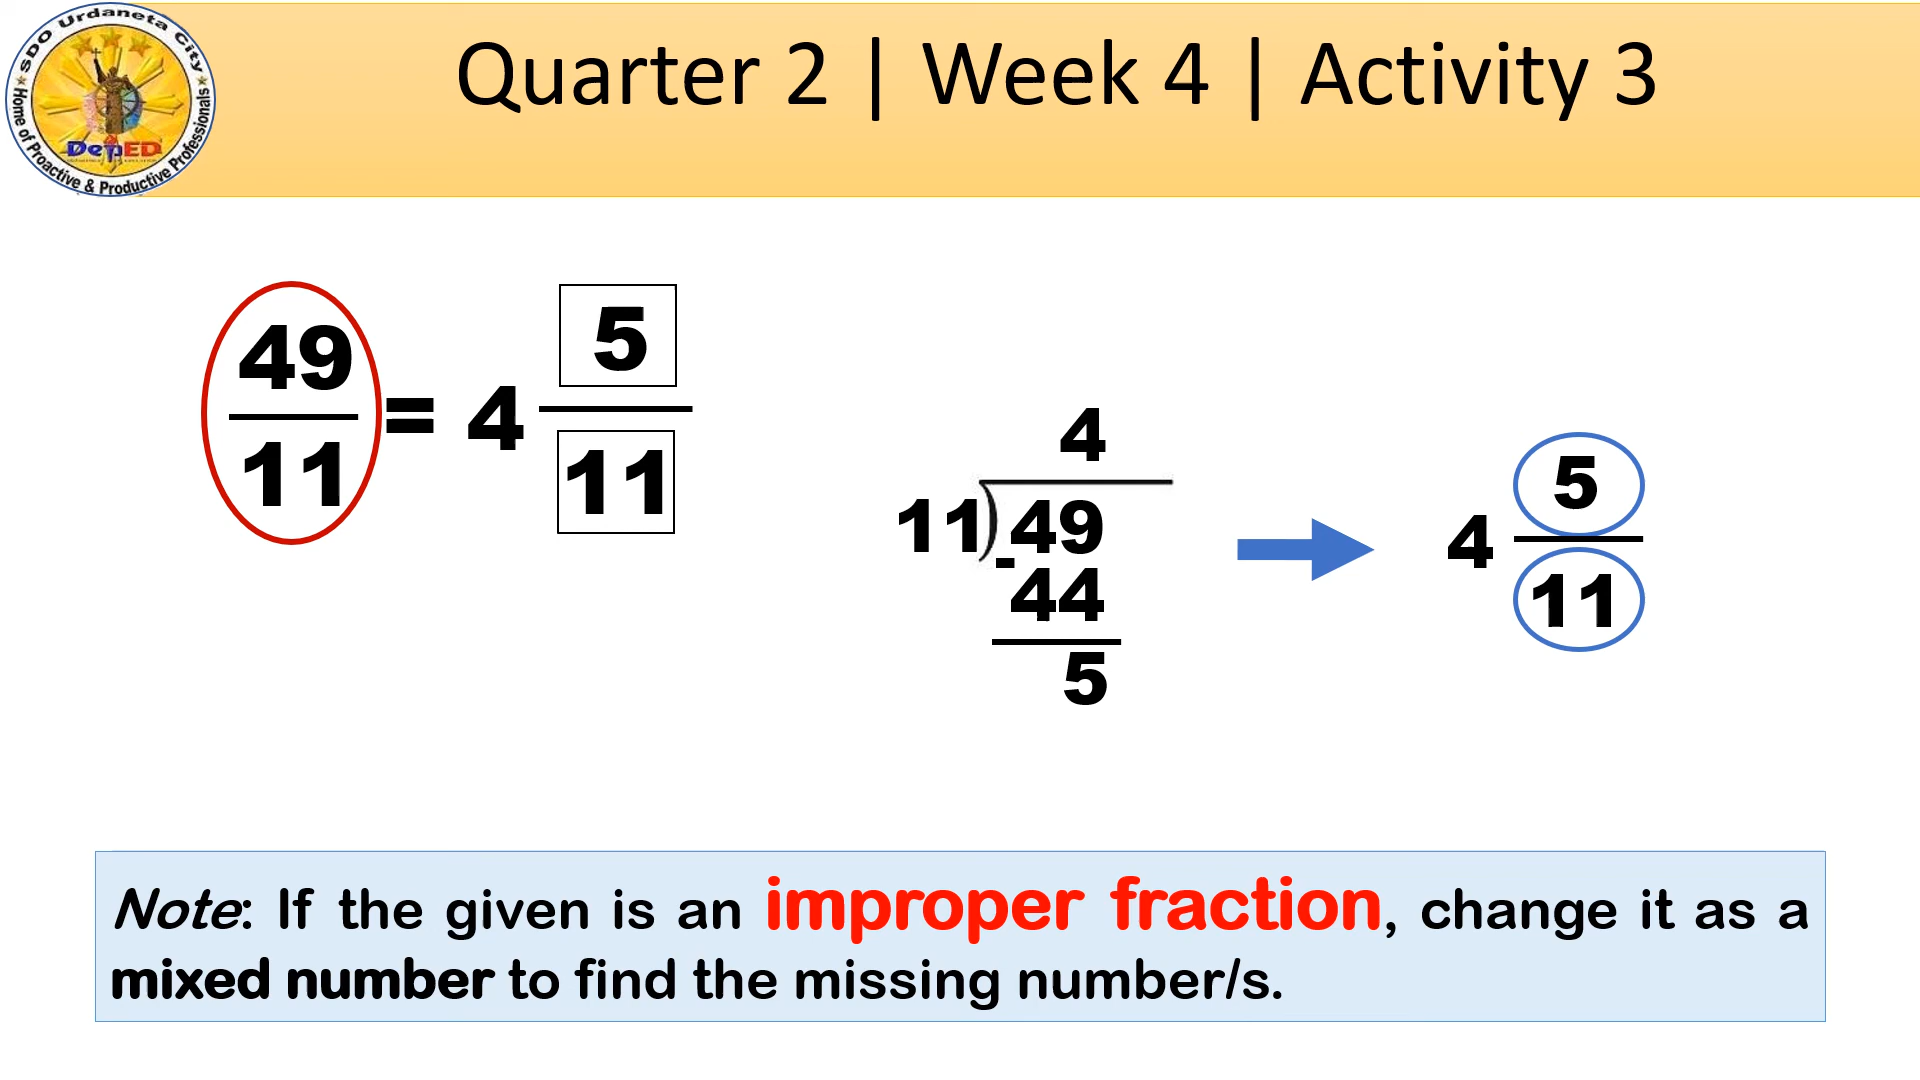 SDO Urdaneta City
Home of Proactive & Productive Professionals
DepED
Quarter 2 | Week 4 | Activity 3
49
11
= 4
5
11
4
11)49
-
44
5
4
5
11
Note: If the given is an improper fraction, change it as a
mixed number to find the missing number/s.